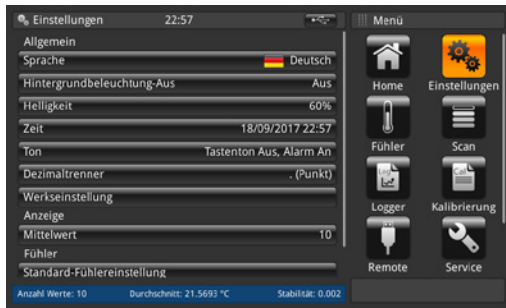 Einstellungen 22:57
Allgemein
Sprache Deutsch
Hintergrundbeleuchtung-Aus Aus
Helligkeit 60%
Zeit 18/09/2017 22:57
Ton Tastenton Aus, Alarm An
Dezimaltrenner . (Punkt)
Werkseinstellung
Anzeige
Mittelwert 10
Fühler
Standard-Fühlereinstellung
Anzahl Werte: 10 Durchschnitt: 21.5693 °C Stabilität: 0.002
Menü
Home Einstellungen
Fühler Scan
Log Cal
Logger Kalibrierung
Remote Service